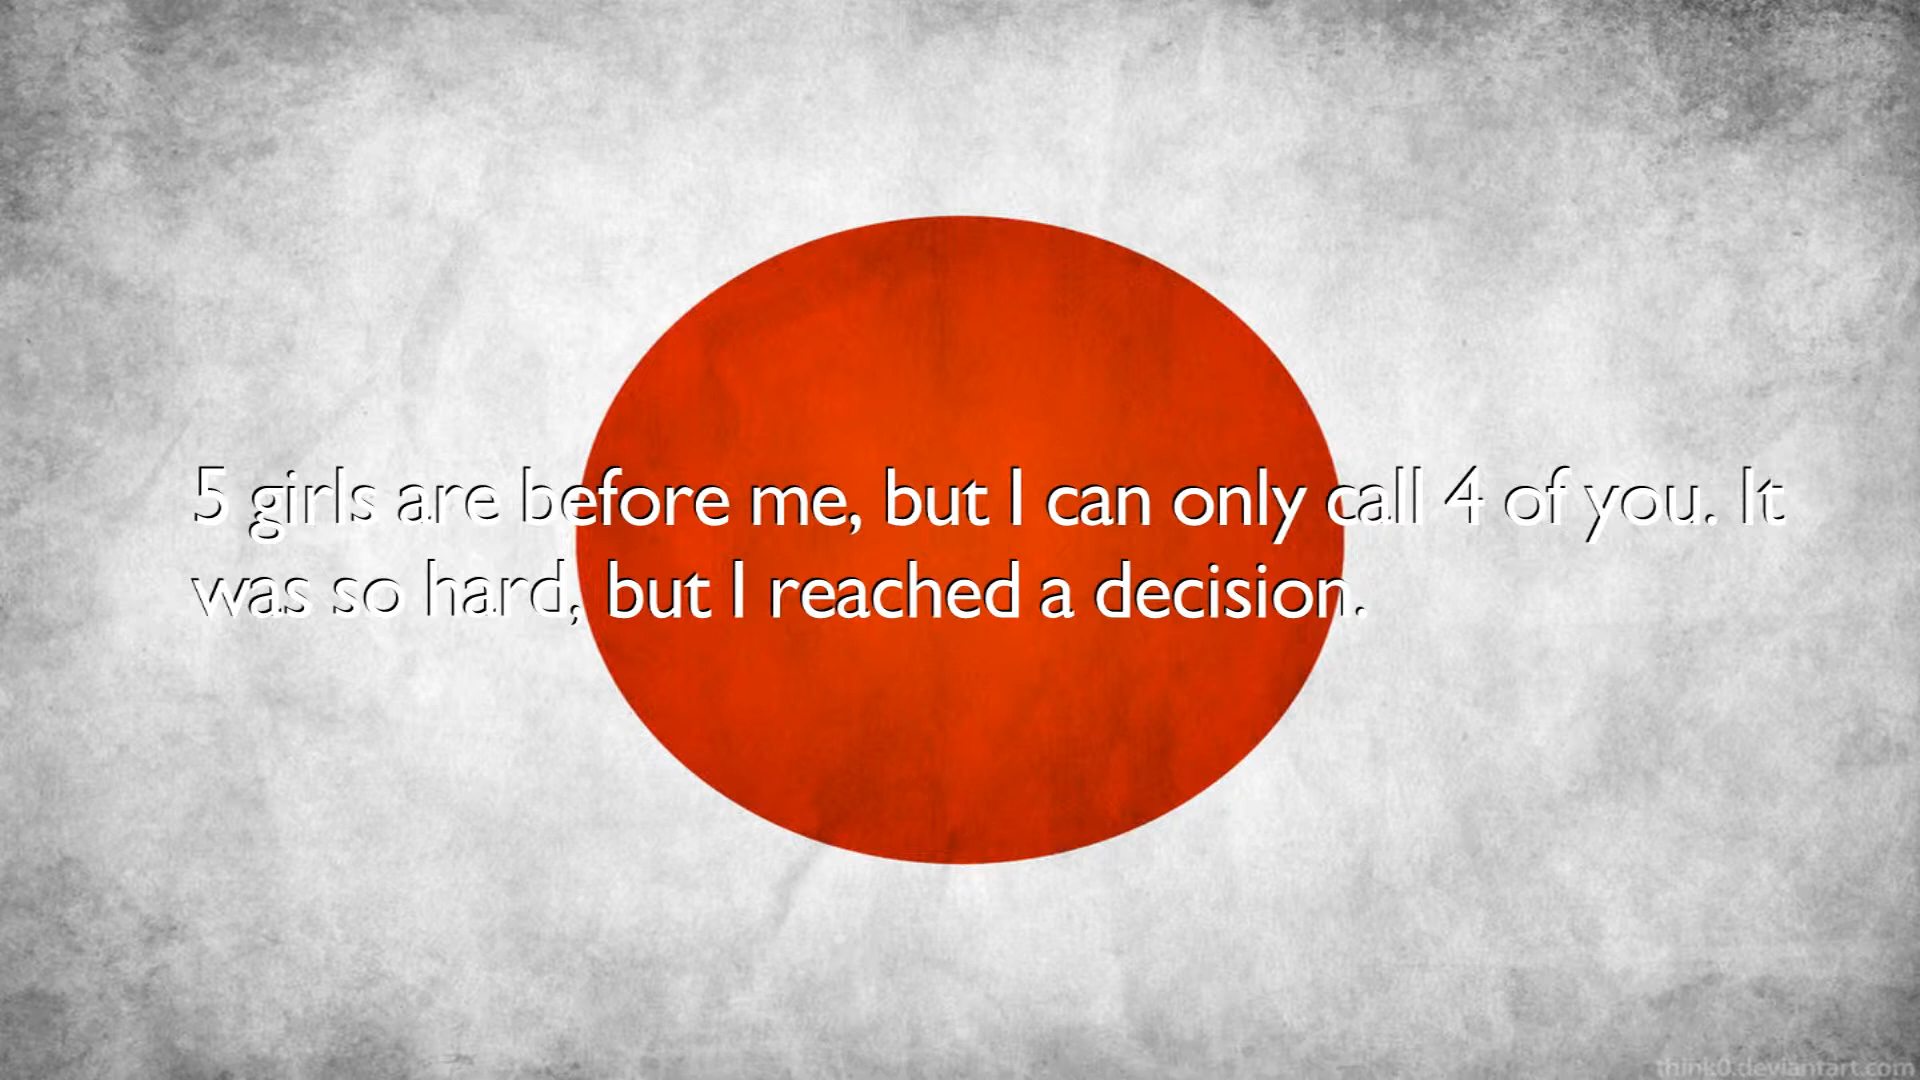 5 girls are before me, but I can only call 4 of you. It
was so hard, but I reached a decision.
think0.deviantart.com